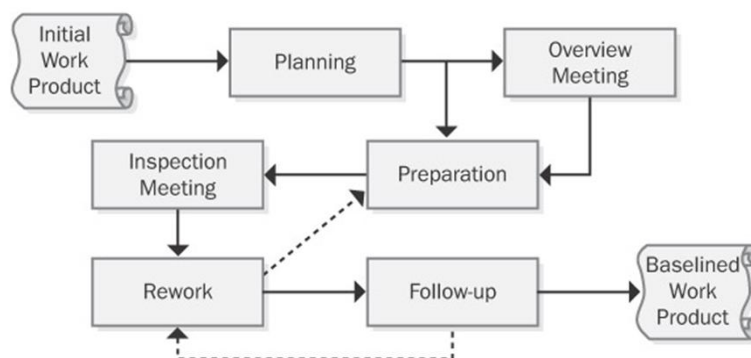 Initial
Work
Product
Planning
Overview
Meeting
Inspection
Meeting
Preparation
Rework
Follow-up
Baselined
Work
Product